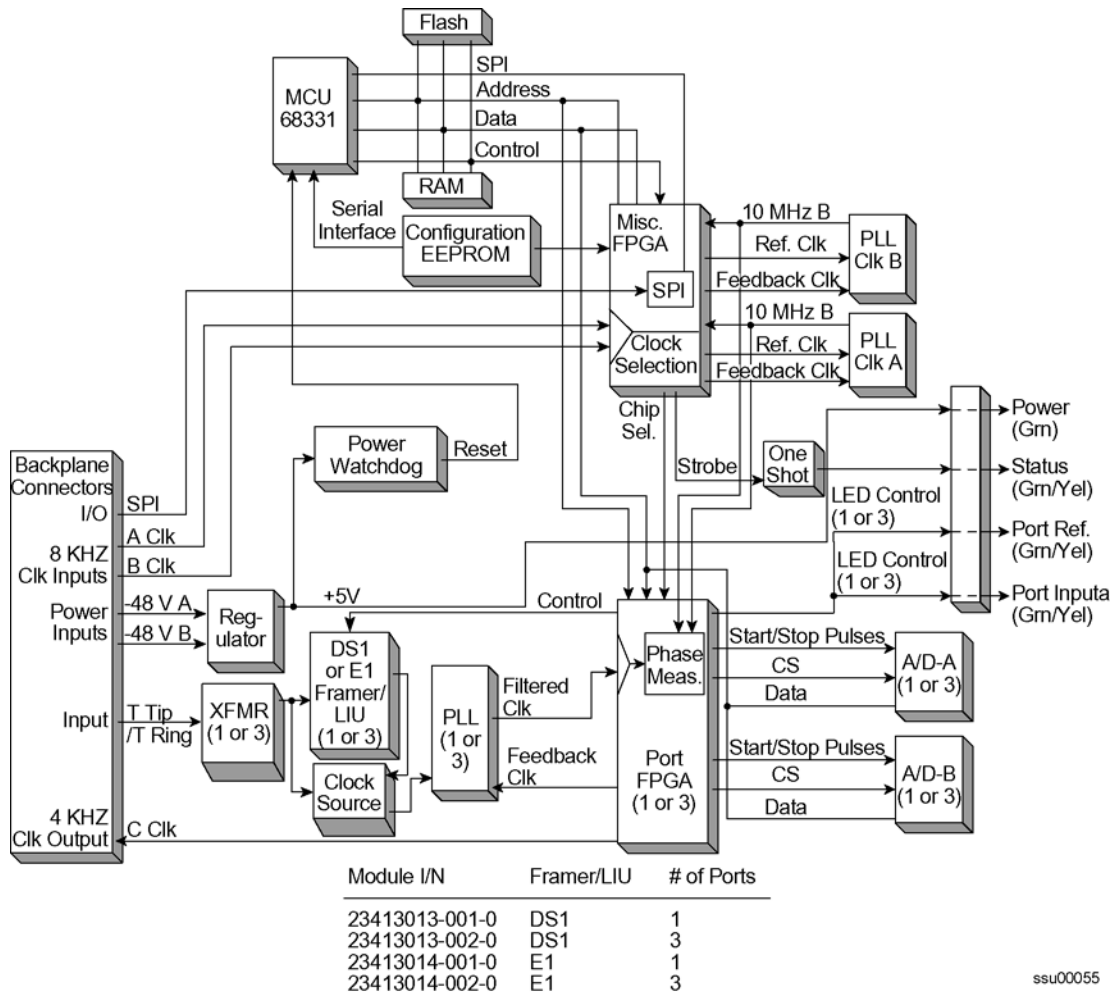 Flash
SPI
MCU
68331
Address
Data
Control
RAM
Serial
Interface
Configuration
EEPROM
Misc.
FPGA
SPI
Clock
Selection
10 MHz B
Ref. Clk
Feedback Clk
PLL
Clk B
10 MHz B
Ref. Clk
Feedback Clk
PLL
Clk A
Chip
Sel.
Strobe
One
Shot
Power
Watchdog
Reset
Power
(Grn)
Status
(Grn/Yel)
LED Control
(1 or 3)
Port Ref.
(Grn/Yel)
LED Control
(1 or 3)
Port Inputa
(Grn/Yel)
Backplane
Connectors
I/O
SPI
8 KHZ
Clk Inputs
A Clk
B Clk
Power
Inputs
-48 V A
-48 V B
Reg-
ulator
+5V
Control
Input
T Tip
/T Ring
XFMR
(1 or 3)
DS1
or E1
Framer/
LIU
(1 or 3)
Clock
Source
PLL
(1 or
3)
Filtered
Clk
Feedback
Clk
Phase
Meas.
Port
FPGA
(1 or 3)
Start/Stop Pulses
CS
Data
A/D-A
(1 or 3)
Start/Stop Pulses
CS
Data
A/D-B
(1 or 3)
4 KHZ
Clk Output
C Clk
Module I/N Framer/LIU # of Ports
23413013-001-0 DS1 1
23413013-002-0 DS1 3
23413014-001-0 E1 1
23413014-002-0 E1 3
ssu00055